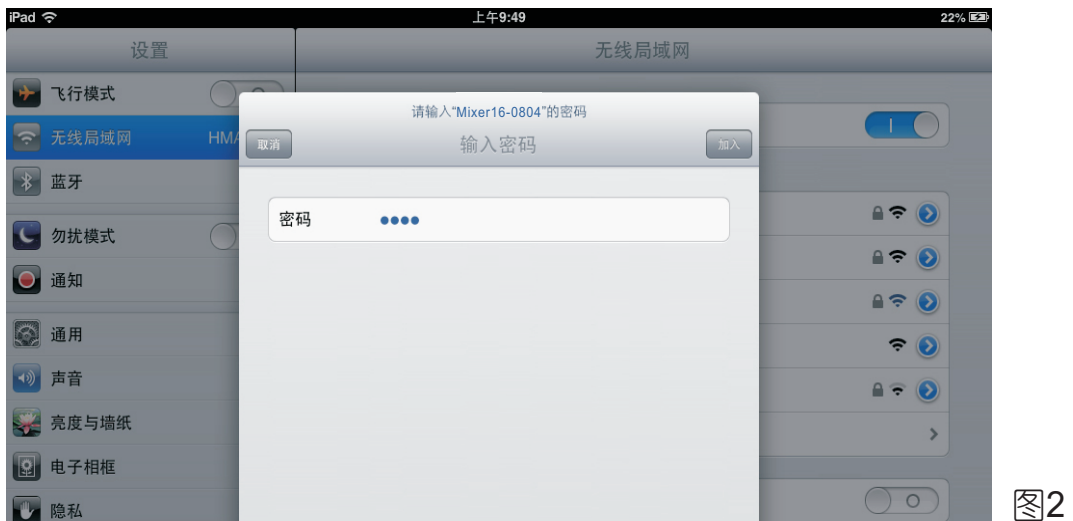 iPad 上午9:49 22%
设置 无线局域网
飞行模式
无线局域网 HMA
蓝牙
勿扰模式
通知
通用
声音
亮度与墙纸
电子相框
隐私
请输入“Mixer16-0804”的密码
取消 输入密码 加入
密码 ••••
图2